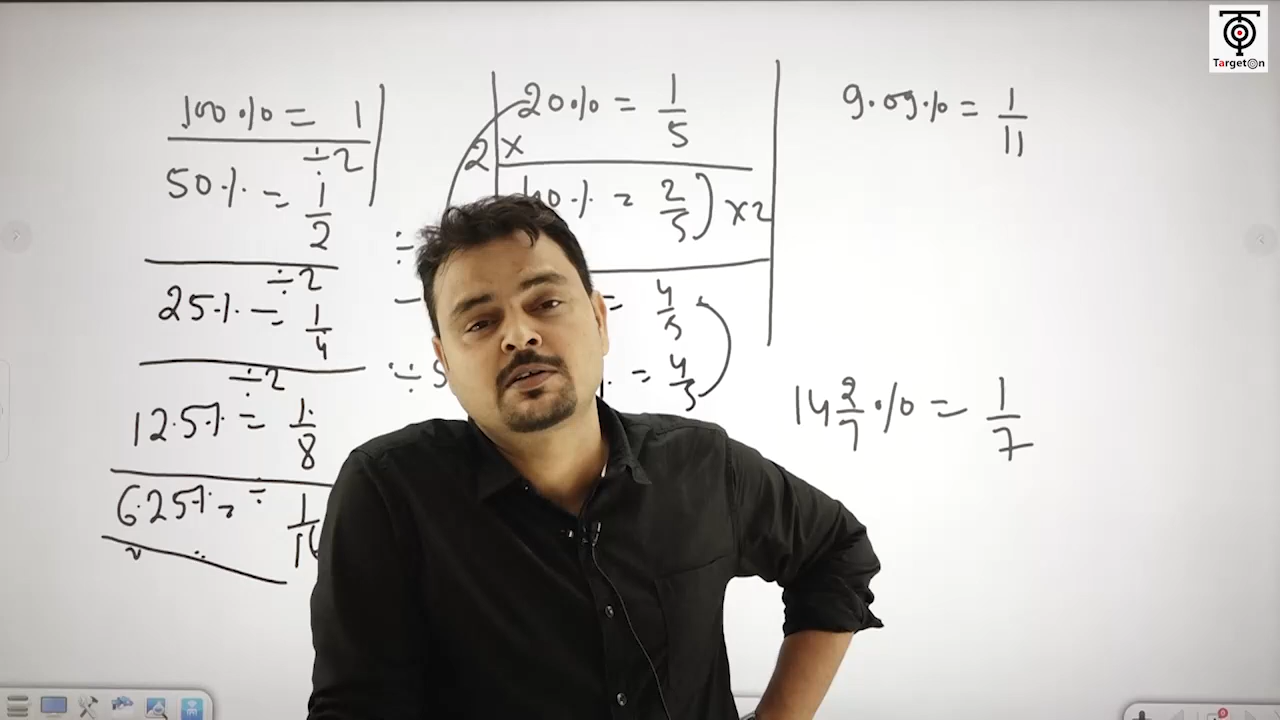 TargetOn
100% = 1
÷2
50% = 1/2
÷2
25% = 1/4
÷2
12.5% = 1/8
÷
6.25% = 1/16
20% = 1/5
2 ×
40% = 2/5 ) ×2
÷
= 4/5
÷5
= 4/5
9.09% = 1/11
14 2/7 % = 1/7